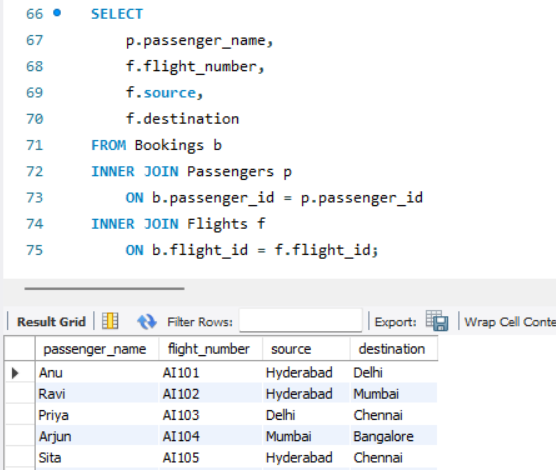 66 SELECT
67 p.passenger_name,
68 f.flight_number,
69 f.source,
70 f.destination
71 FROM Bookings b
72 INNER JOIN Passengers p
73 ON b.passenger_id = p.passenger_id
74 INNER JOIN Flights f
75 ON b.flight_id = f.flight_id;
Result Grid Filter Rows: Export: Wrap Cell Conte
passenger_name flight_number source destination
Anu AI101 Hyderabad Delhi
Ravi AI102 Hyderabad Mumbai
Priya AI103 Delhi Chennai
Arjun AI104 Mumbai Bangalore
Sita AI105 Hyderabad Chennai